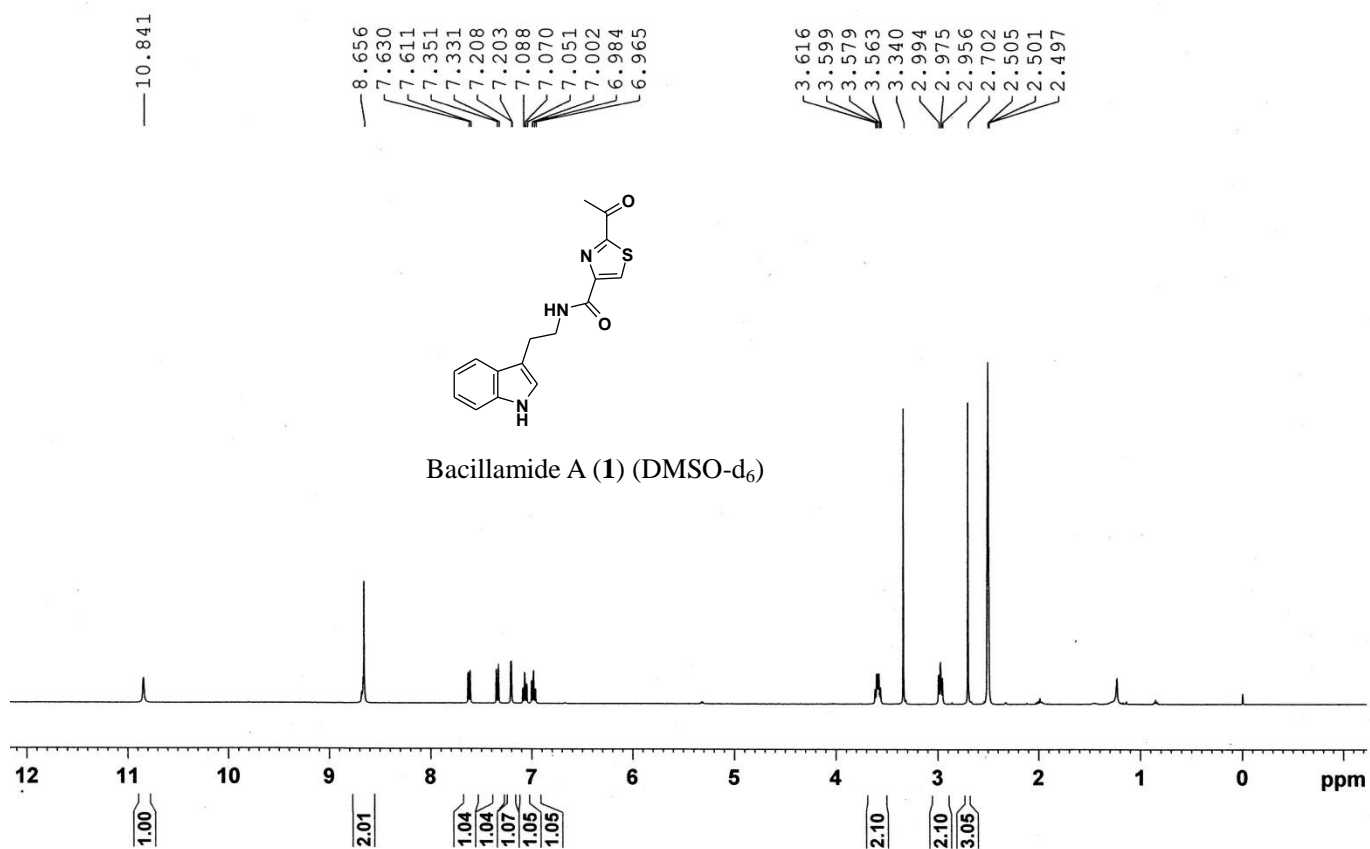 10.841
8.656
7.630
7.611
7.351
7.331
7.208
7.203
7.088
7.070
7.051
7.002
6.984
6.965
3.616
3.599
3.579
3.563
3.340
2.994
2.975
2.956
2.702
2.505
2.501
2.497
O
N S
HN
O
N
H
Bacillamide A (1) (DMSO-d6)
12 11 10 9 8 7 6 5 4 3 2 1 0 ppm
1.00 2.01 1.04 1.04 1.07 1.05 1.05 2.10 2.10 3.05